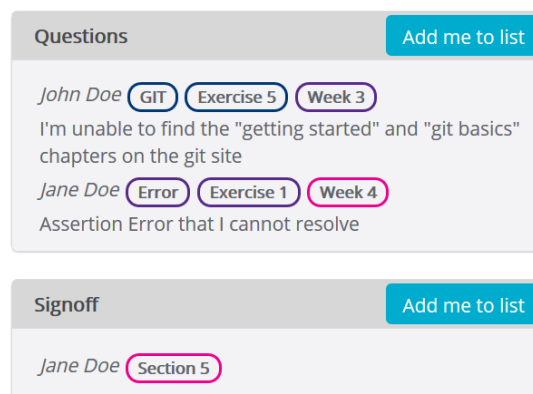 Questions Add me to list
John Doe GIT Exercise 5 Week 3
I'm unable to find the "getting started" and "git basics"
chapters on the git site
Jane Doe Error Exercise 1 Week 4
Assertion Error that I cannot resolve
Signoff Add me to list
Jane Doe Section 5